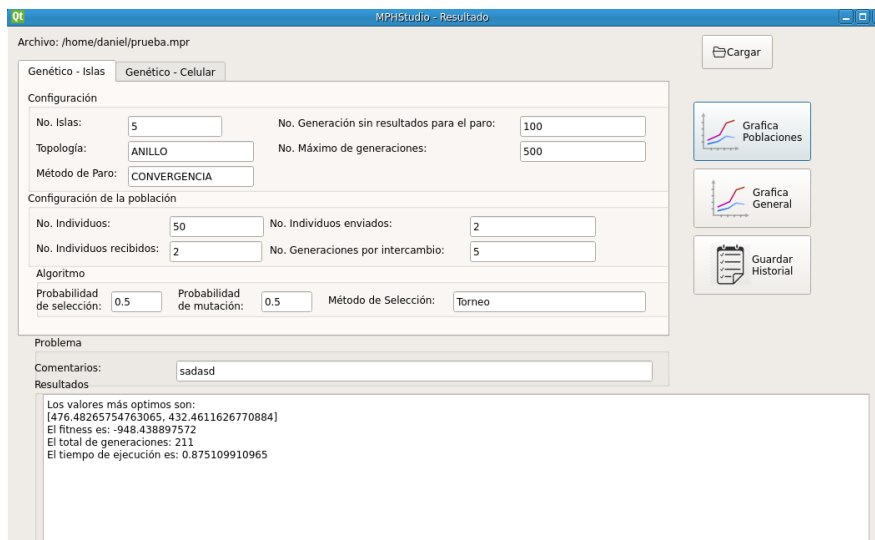 MPHStudio - Resultado
Archivo: /home/daniel/prueba.mpr
Cargar
Genético - Islas
Genético - Celular
Configuración
No. Islas:
5
No. Generación sin resultados para el paro:
100
Topología:
ANILLO
No. Máximo de generaciones:
500
Método de Paro:
CONVERGENCIA
Configuración de la población
No. Individuos:
50
No. Individuos enviados:
2
No. Individuos recibidos:
2
No. Generaciones por intercambio:
5
Algoritmo
Probabilidad
de selección:
0.5
Probabilidad
de mutación:
0.5
Método de Selección:
Torneo
Grafica
Poblaciones
Grafica
General
Guardar
Historial
Problema
Comentarios:
sadasd
Resultados
Los valores más optimos son:
[476.48265754763065, 432.4611626770884]
El fitness es: -948.438897572
El total de generaciones: 211
El tiempo de ejecución es: 0.875109910965